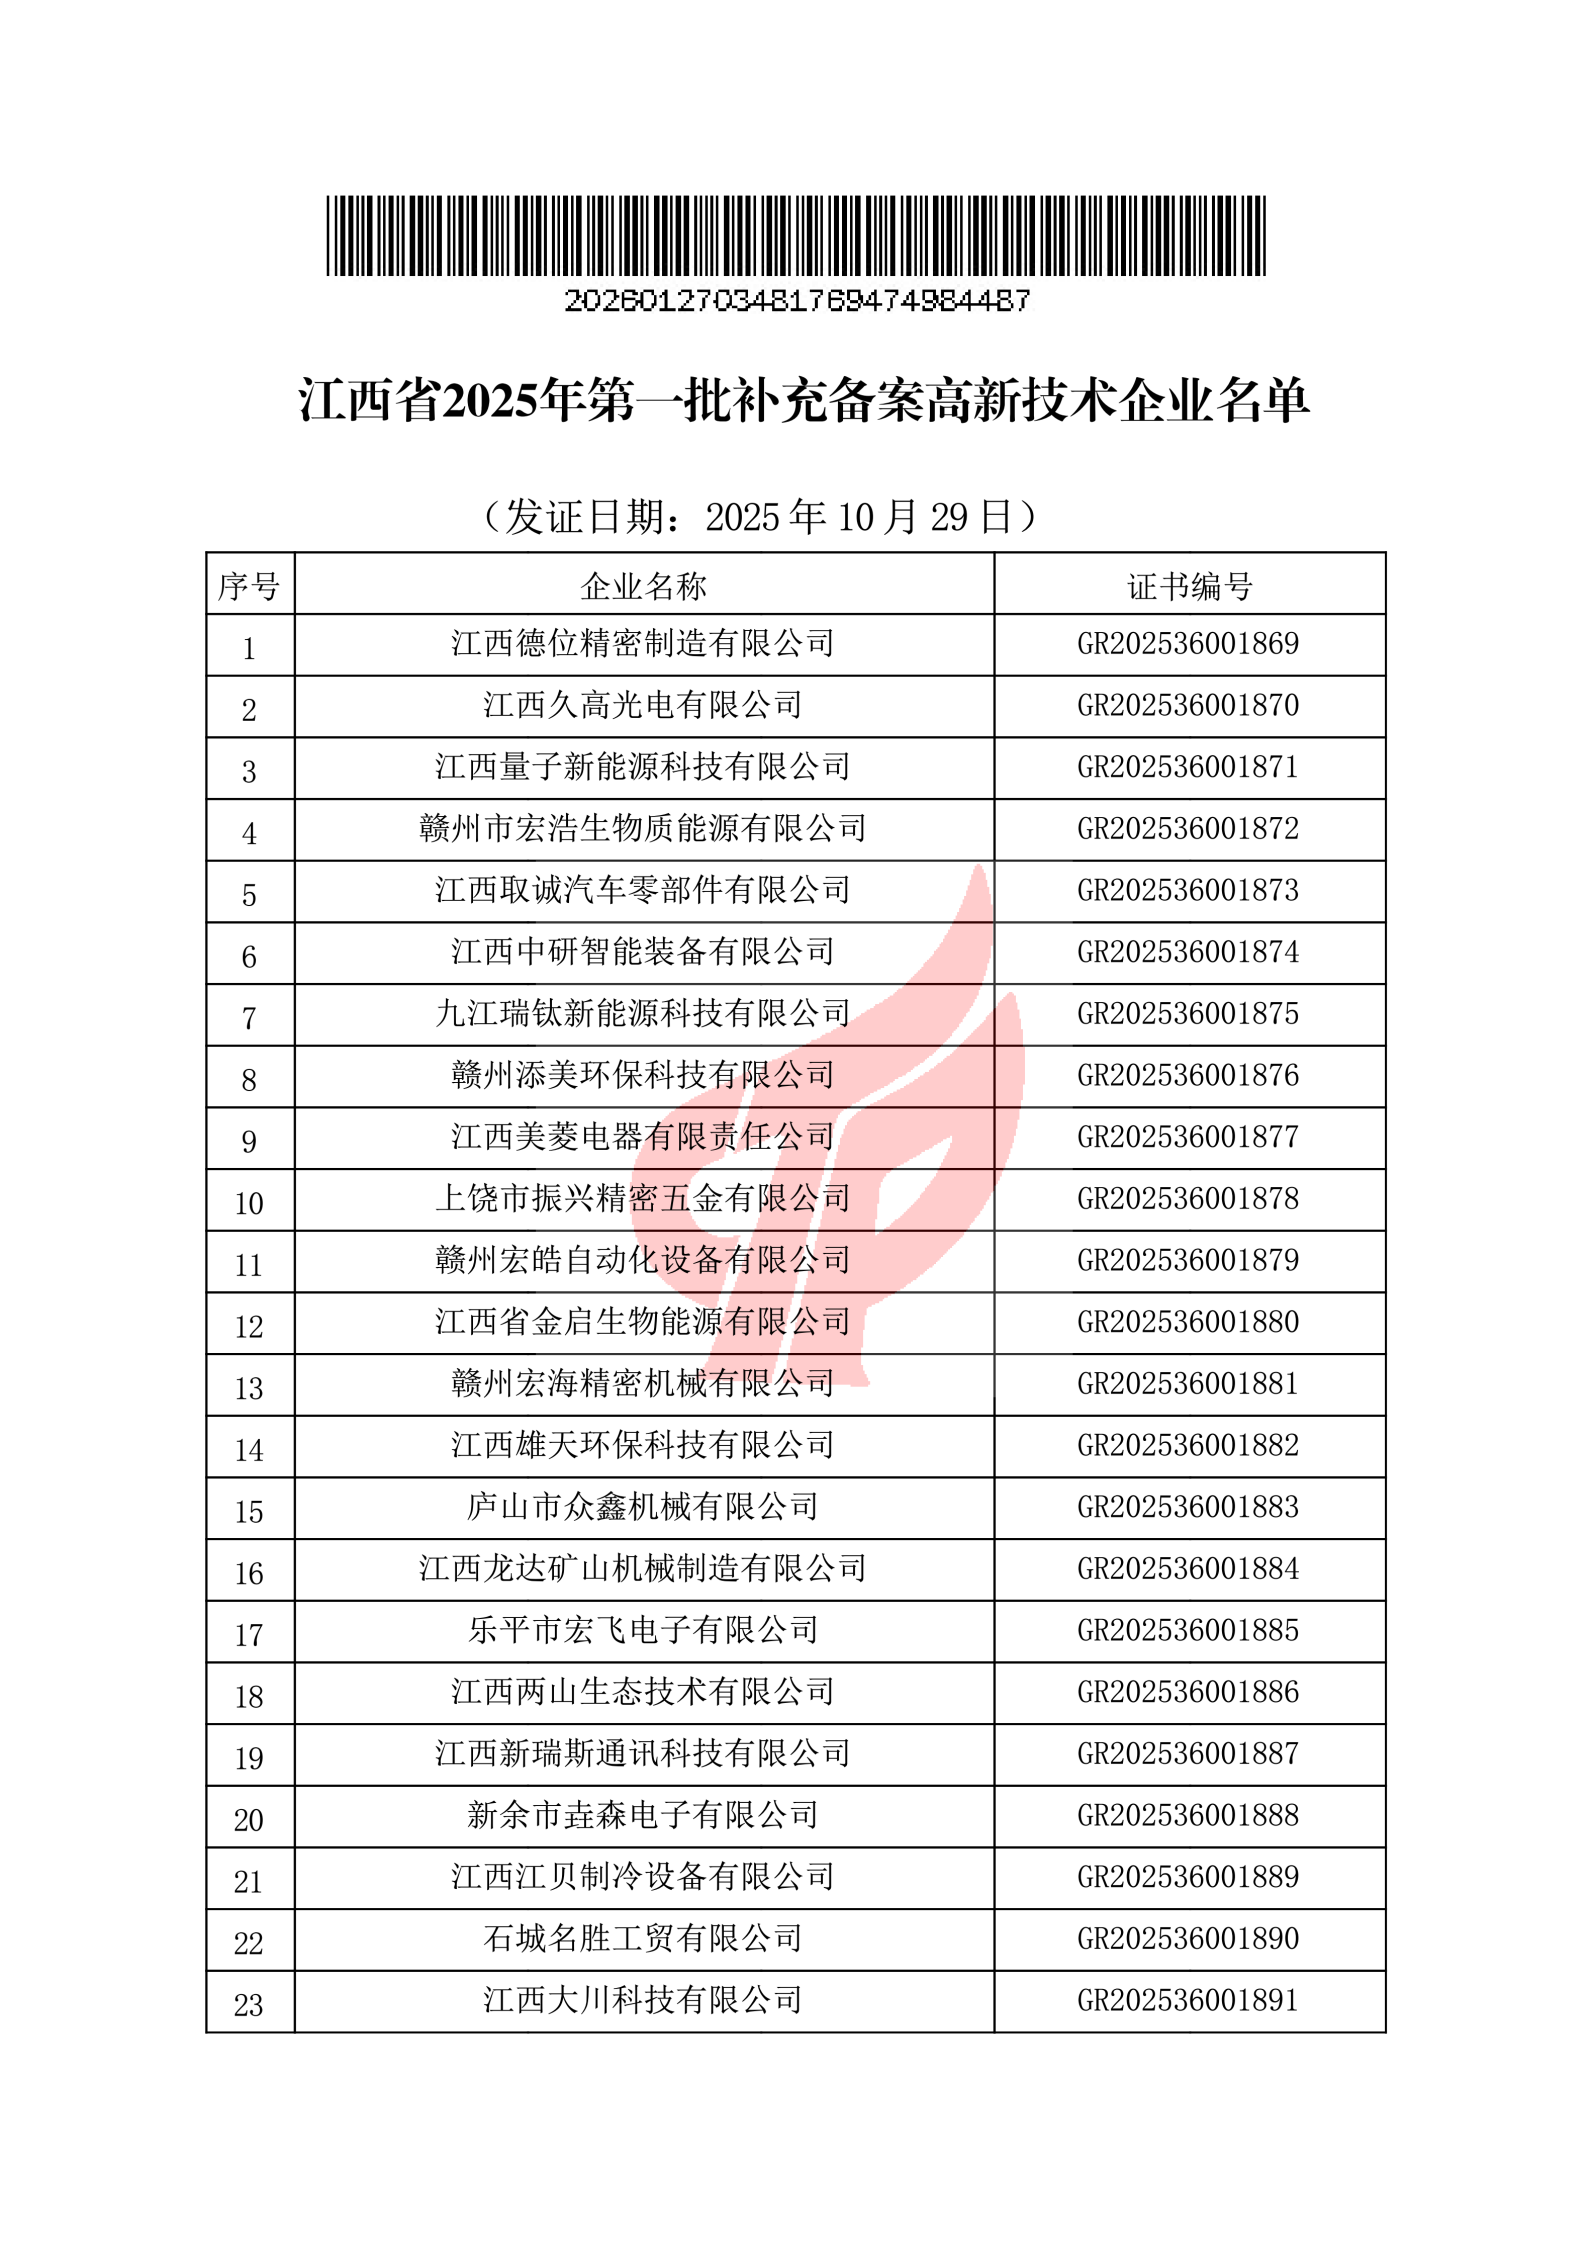 2026012703481769474984487
江西省2025年第一批补充备案高新技术企业名单
（发证日期：2025年10月29日）
序号 企业名称 证书编号
1 江西德位精密制造有限公司 GR202536001869
2 江西久高光电有限公司 GR202536001870
3 江西量子新能源科技有限公司 GR202536001871
4 赣州市宏浩生物质能源有限公司 GR202536001872
5 江西取诚汽车零部件有限公司 GR202536001873
6 江西中研智能装备有限公司 GR202536001874
7 九江瑞钛新能源科技有限公司 GR202536001875
8 赣州添美环保科技有限公司 GR202536001876
9 江西美菱电器有限责任公司 GR202536001877
10 上饶市振兴精密五金有限公司 GR202536001878
11 赣州宏皓自动化设备有限公司 GR202536001879
12 江西省金启生物能源有限公司 GR202536001880
13 赣州宏海精密机械有限公司 GR202536001881
14 江西雄天环保科技有限公司 GR202536001882
15 庐山市众鑫机械有限公司 GR202536001883
16 江西龙达矿山机械制造有限公司 GR202536001884
17 乐平市宏飞电子有限公司 GR202536001885
18 江西两山生态技术有限公司 GR202536001886
19 江西新瑞斯通讯科技有限公司 GR202536001887
20 新余市垚森电子有限公司 GR202536001888
21 江西江贝制冷设备有限公司 GR202536001889
22 石城名胜工贸有限公司 GR202536001890
23 江西大川科技有限公司 GR202536001891